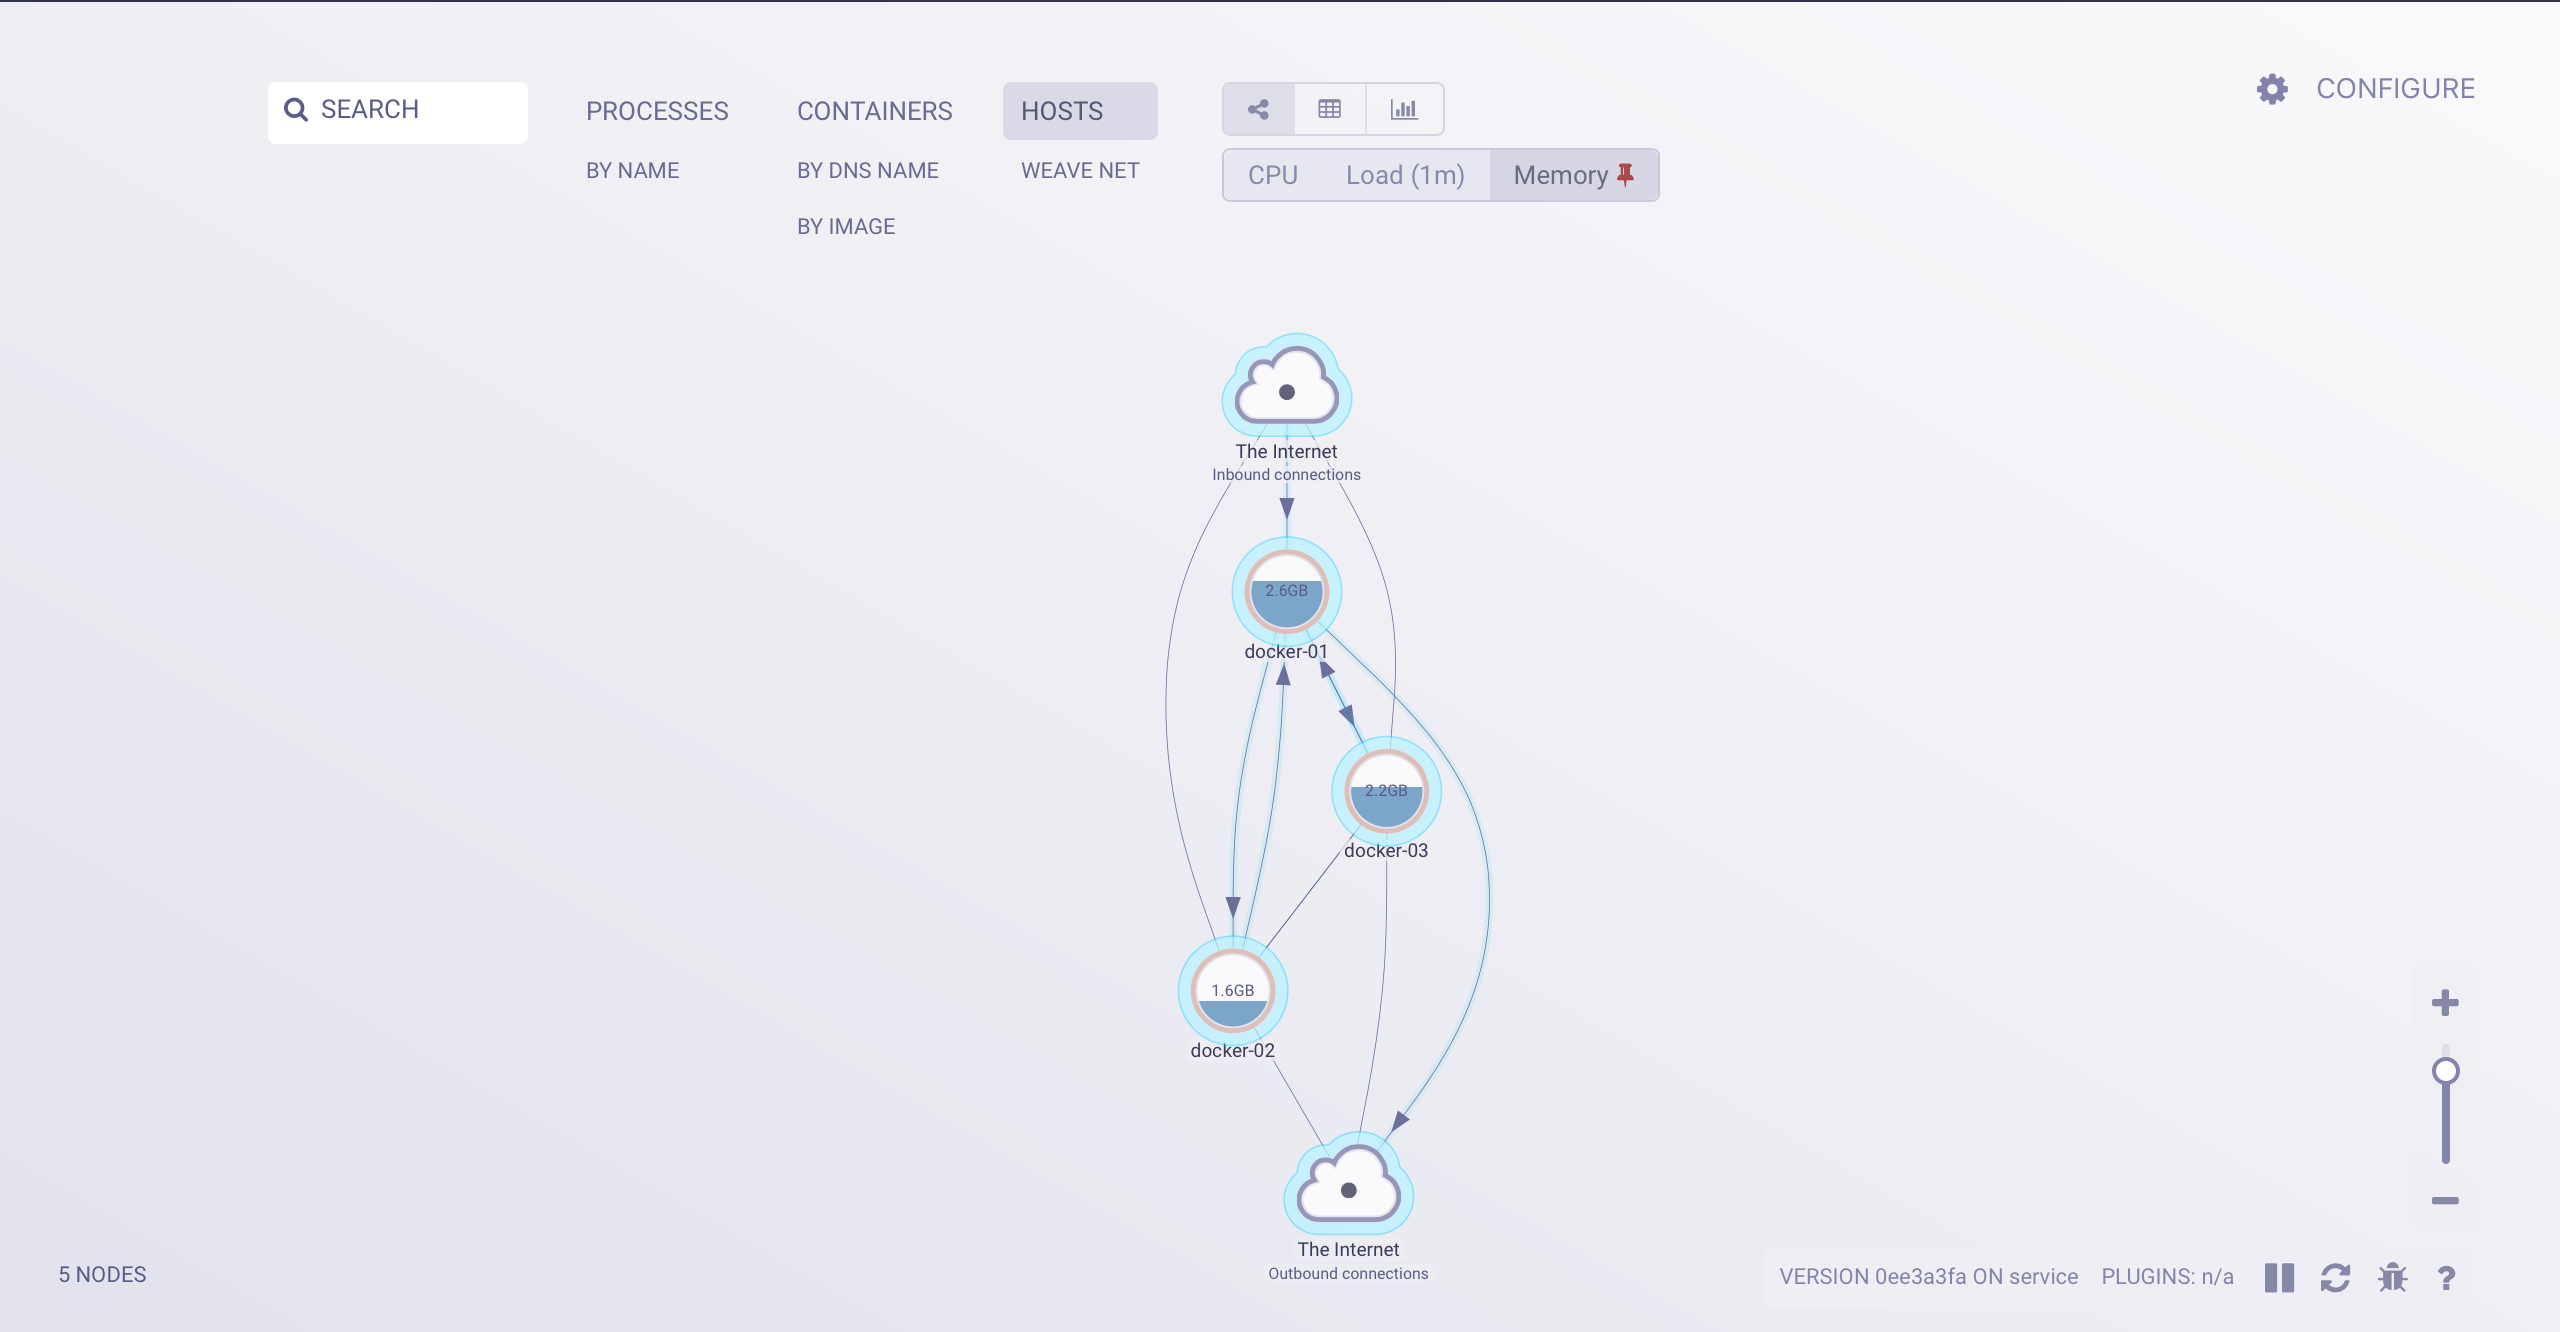 SEARCH
PROCESSES
BY NAME
CONTAINERS
BY DNS NAME
BY IMAGE
HOSTS
WEAVE NET
CPU
Load (1m)
Memory
CONFIGURE
The Internet
Inbound connections
2.6GB
docker-01
2.2GB
docker-03
1.6GB
docker-02
The Internet
Outbound connections
5 NODES
VERSION 0ee3a3fa ON service
PLUGINS: n/a